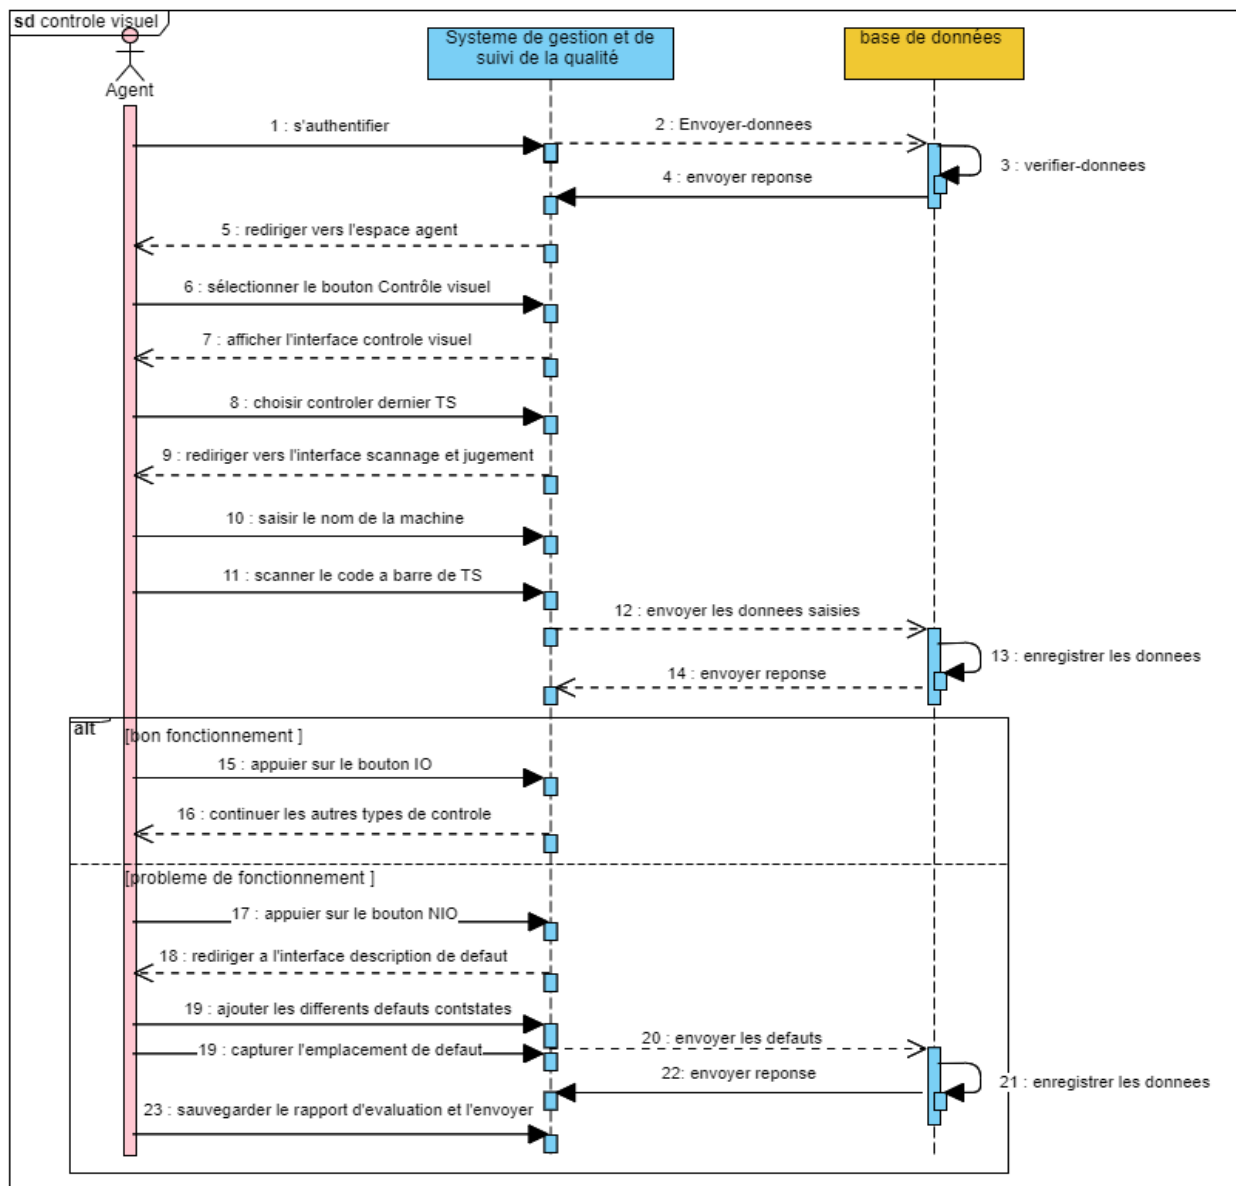 sd controle visuel
Systeme de gestion et de
suivi de la qualité
base de données
Agent
1 : s'authentifier
2 : Envoyer-donnees
3 : verifier-donnees
4 : envoyer reponse
5 : rediriger vers l'espace agent
6 : sélectionner le bouton Contrôle visuel
7 : afficher l'interface controle visuel
8 : choisir controler dernier TS
9 : rediriger vers l'interface scannage et jugement
10 : saisir le nom de la machine
11 : scanner le code a barre de TS
12 : envoyer les donnees saisies
13 : enregistrer les donnees
14 : envoyer reponse
alt
[bon fonctionnement ]
15 : appuier sur le bouton IO
16 : continuer les autres types de controle
[probleme de fonctionnement ]
17 : appuier sur le bouton NIO
18 : rediriger a l'interface description de defaut
19 : ajouter les differents defauts contstates
20 : envoyer les defauts
19 : capturer l'emplacement de defaut
22: envoyer reponse
21 : enregistrer les donnees
23 : sauvegarder le rapport d'evaluation et l'envoyer